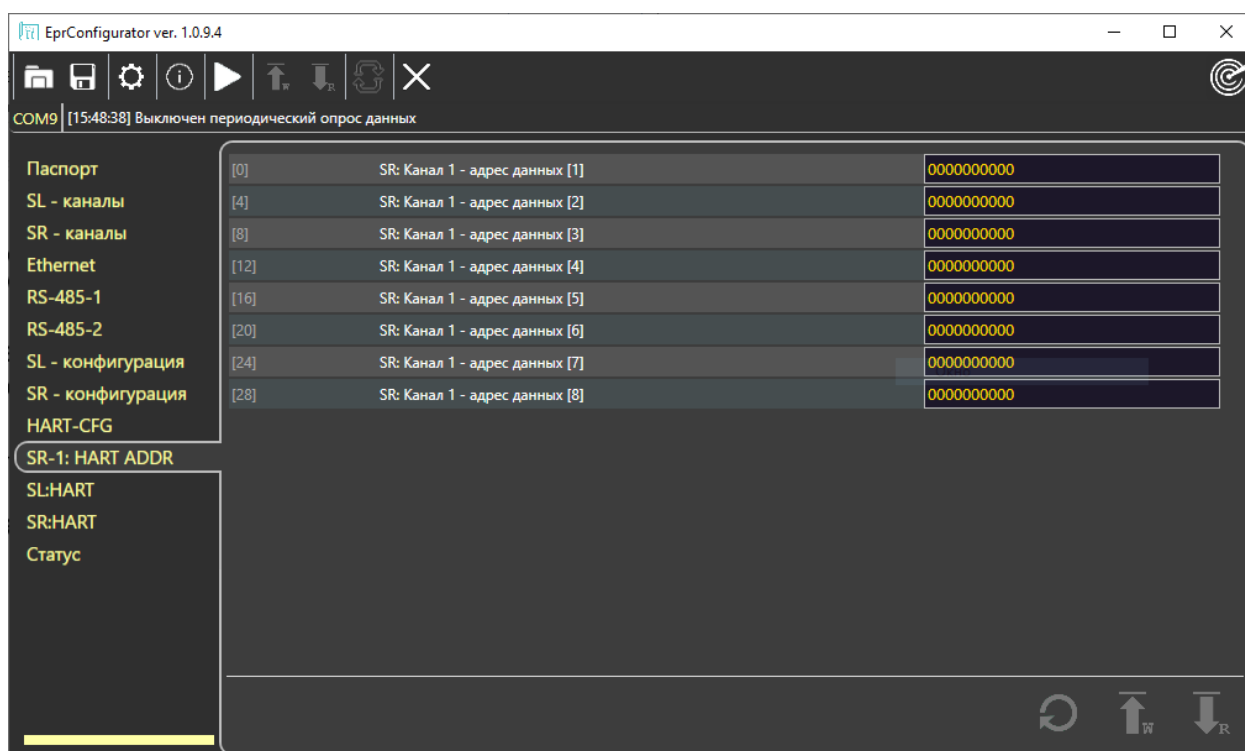 EprConfigurator ver. 1.0.9.4
W R
COM9 [15:48:38] Выключен периодический опрос данных
Паспорт
SL - каналы
SR - каналы
Ethernet
RS-485-1
RS-485-2
SL - конфигурация
SR - конфигурация
HART-CFG
SR-1: HART ADDR
SL:HART
SR:HART
Статус
[0] SR: Канал 1 - адрес данных [1] 0000000000
[4] SR: Канал 1 - адрес данных [2] 0000000000
[8] SR: Канал 1 - адрес данных [3] 0000000000
[12] SR: Канал 1 - адрес данных [4] 0000000000
[16] SR: Канал 1 - адрес данных [5] 0000000000
[20] SR: Канал 1 - адрес данных [6] 0000000000
[24] SR: Канал 1 - адрес данных [7] 0000000000
[28] SR: Канал 1 - адрес данных [8] 0000000000
W R